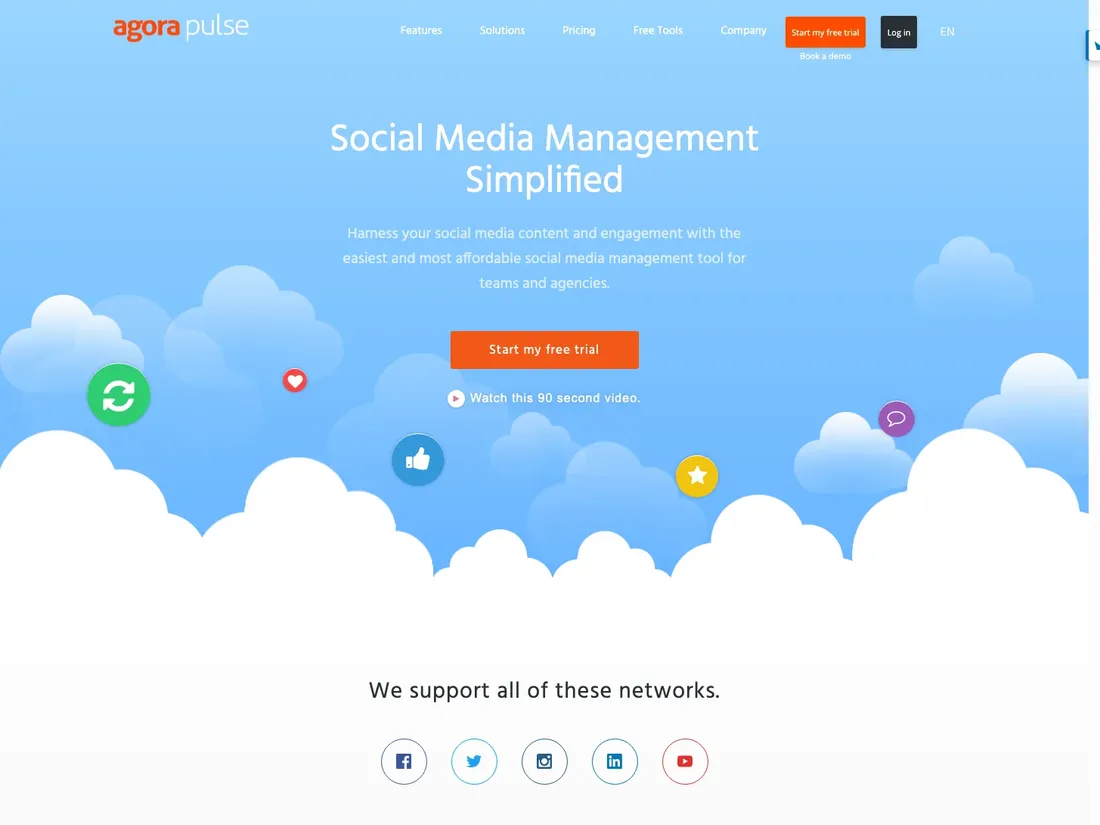 agorapulse
Features Solutions Pricing Free Tools Company Start my free trial Log in EN
Book a demo
Social Media Management
Simplified
Harness your social media content and engagement with the
easiest and most affordable social media management tool for
teams and agencies.
Start my free trial
Watch this 90 second video.
We support all of these networks.